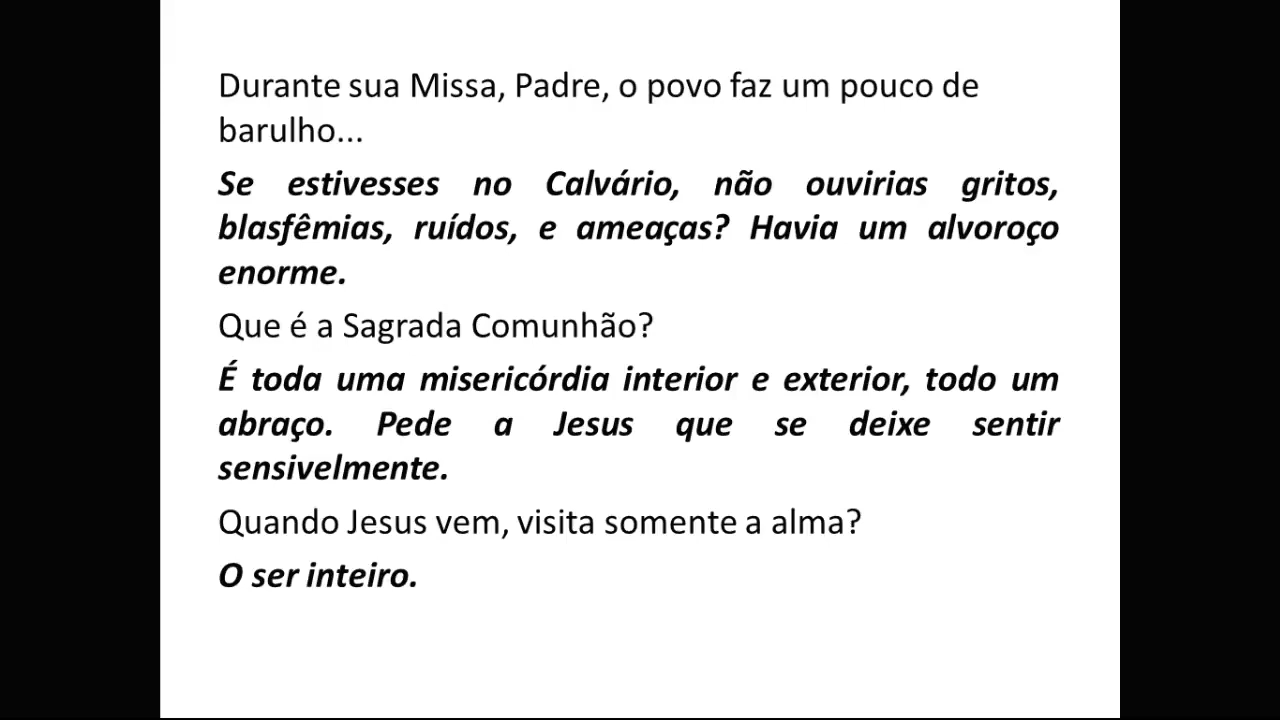 Durante sua Missa, Padre, o povo faz um pouco de
barulho...
Se estivesses no Calvário, não ouvirias gritos,
blasfêmias, ruídos, e ameaças? Havia um alvoroço
enorme.
Que é a Sagrada Comunhão?
É toda uma misericórdia interior e exterior, todo um
abraço. Pede a Jesus que se deixe sentir
sensivelmente.
Quando Jesus vem, visita somente a alma?
O ser inteiro.